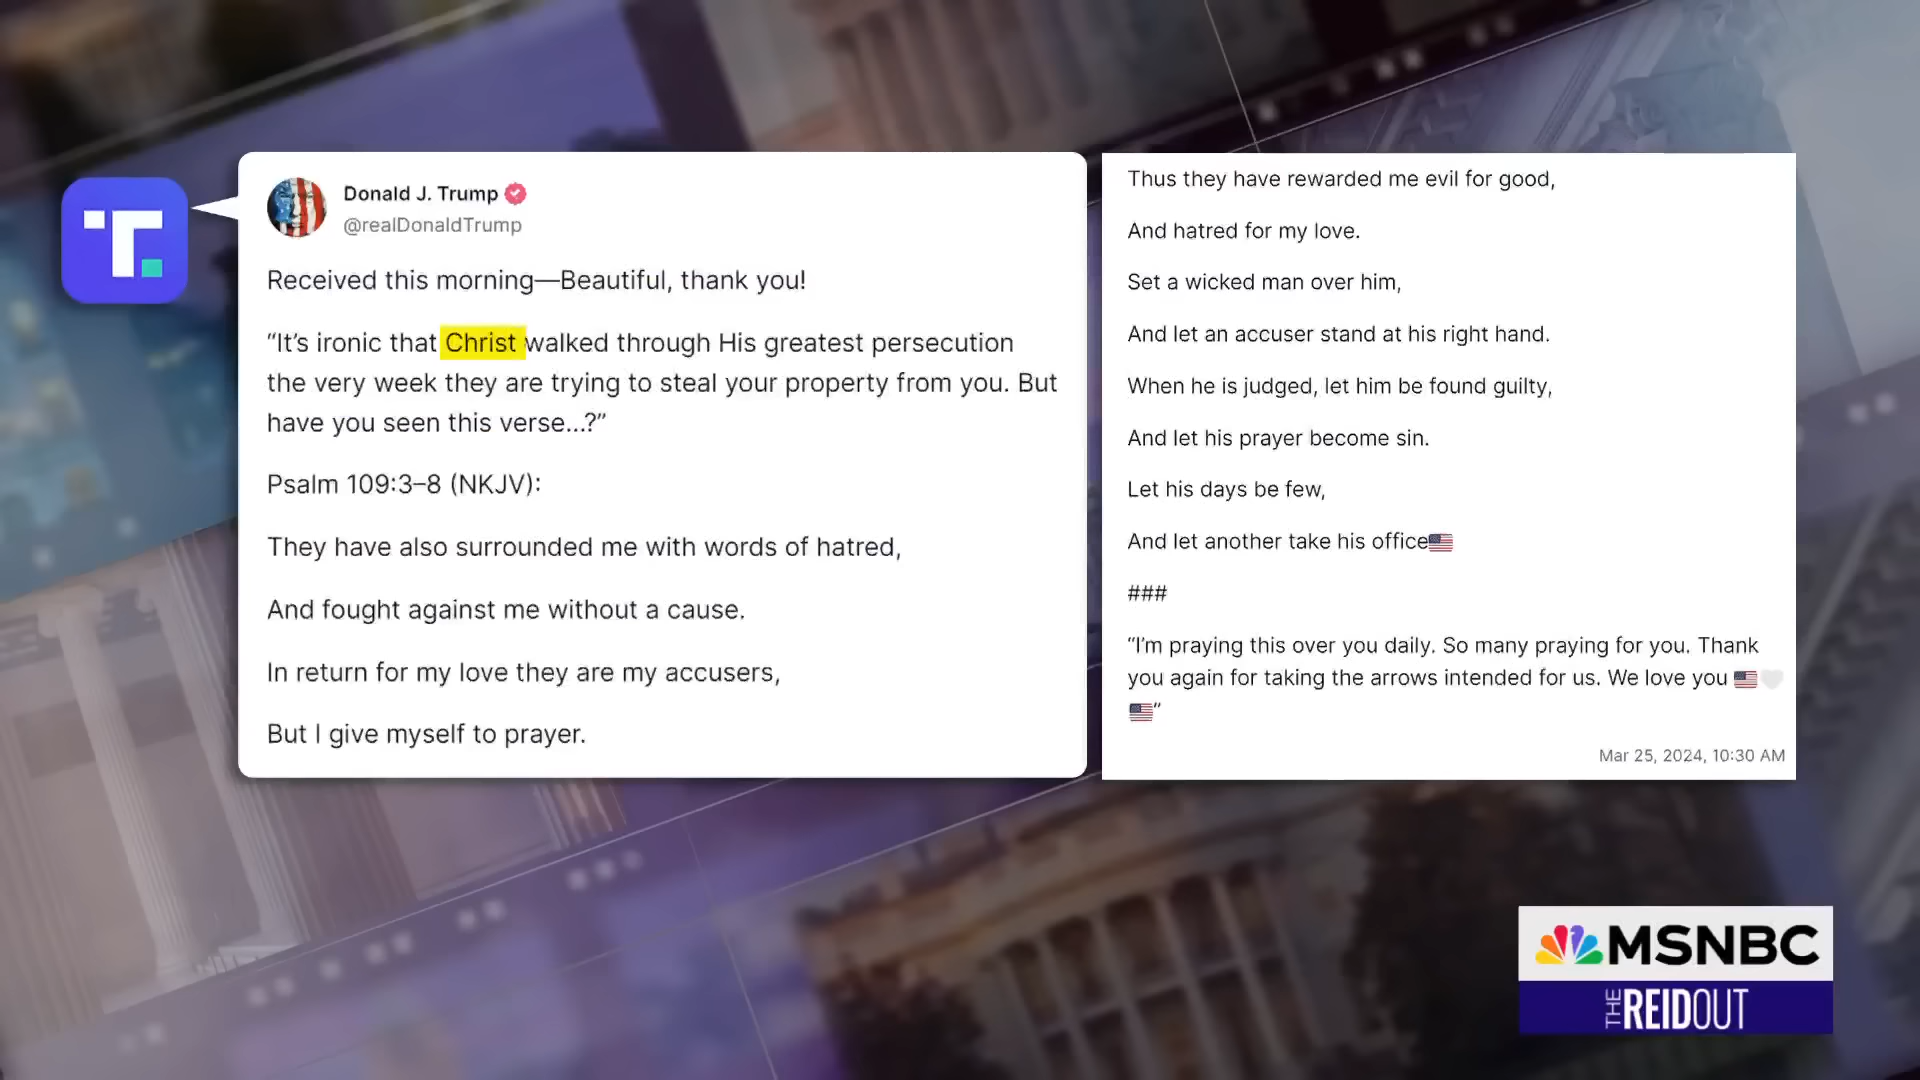 Donald J. Trump
@realDonaldTrump
Received this morning—Beautiful, thank you!
“It’s ironic that Christ walked through His greatest persecution
the very week they are trying to steal your property from you. But
have you seen this verse...?”
Psalm 109:3–8 (NKJV):
They have also surrounded me with words of hatred,
And fought against me without a cause.
In return for my love they are my accusers,
But I give myself to prayer.
Thus they have rewarded me evil for good,
And hatred for my love.
Set a wicked man over him,
And let an accuser stand at his right hand.
When he is judged, let him be found guilty,
And let his prayer become sin.
Let his days be few,
And let another take his office🇺🇸
###
“I’m praying this over you daily. So many praying for you. Thank
you again for taking the arrows intended for us. We love you 🇺🇸🤍
🇺🇸”
Mar 25, 2024, 10:30 AM
MSNBC
THE REIDOUT